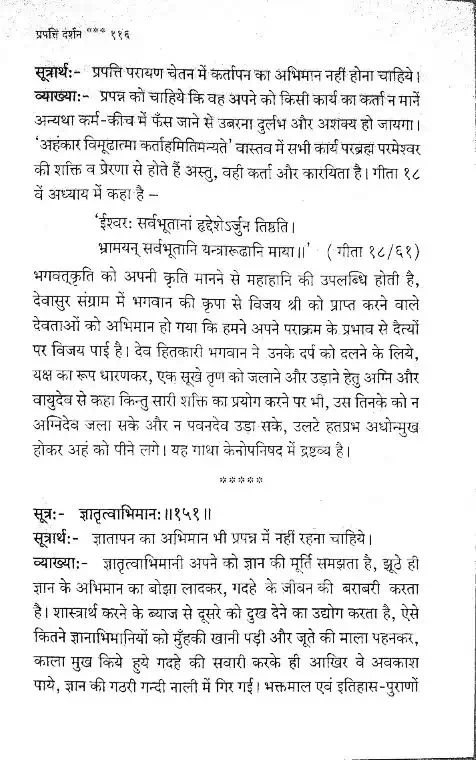 प्रपत्ति दर्शन *** ११६
सूत्रार्थ:- प्रपत्ति परायण चेतन में कर्तापन का अभिमान नहीं होना चाहिये।
व्याख्या:- प्रपन्न को चाहिये कि वह अपने को किसी कार्य का कर्ता न मानें
अन्यथा कर्म-कीच में फँस जाने से उबरना दुर्लभ और अशक्य हो जायगा।
'अहंकार विमूढात्मा कर्ताहमितिमन्यते' वास्तव में सभी कार्य परब्रह्म परमेश्वर
की शक्ति व प्रेरणा से होते हैं अस्तु, वही कर्ता और कारयिता है। गीता १८
वें अध्याय में कहा है –
'ईश्वरः सर्वभूतानां हृद्देशेऽर्जुन तिष्ठति।
भ्रामयन् सर्वभूतानि यन्त्रारूढानि माया॥' ( गीता १८/६१)
भगवत्कृति को अपनी कृति मानने से महाहानि की उपलब्धि होती है,
देवासुर संग्राम में भगवान की कृपा से विजय श्री को प्राप्त करने वाले
देवताओं को अभिमान हो गया कि हमने अपने पराक्रम के प्रभाव से दैत्यों
पर विजय पाई है। देव हितकारी भगवान ने उनके दर्प को दलने के लिये,
यक्ष का रूप धारणकर, एक सूखे तृण को जलाने और उड़ाने हेतु अग्नि और
वायुदेव से कहा किन्तु सारी शक्ति का प्रयोग करने पर भी, उस तिनके को न
अग्निदेव जला सके और न पवनदेव उड़ा सके, उलटे हतप्रभ अधोन्मुख
होकर अहं को पीने लगे। यह गाथा केनोपनिषद में द्रष्टव्य है।
*****
सूत्र:- ज्ञातृत्वाभिमानः॥१५१॥
सूत्रार्थ:- ज्ञातापन का अभिमान भी प्रपन्न में नहीं रहना चाहिये।
व्याख्या:- ज्ञातृत्वाभिमानी अपने को ज्ञान की मूर्ति समझता है, झूठे ही
ज्ञान के अभिमान का बोझा लादकर, गदहे के जीवन की बराबरी करता
है। शास्त्रार्थ करने के ब्याज से दूसरे को दुख देने का उद्योग करता है, ऐसे
कितने ज्ञानाभिमानियों को मुँहकी खानी पड़ी और जूते की माला पहनकर,
काला मुख किये हुये गदहे की सवारी करके ही आखिर वे अवकाश
पाये, ज्ञान की गठरी गन्दी नाली में गिर गई। भक्तमाल एवं इतिहास-पुराणों